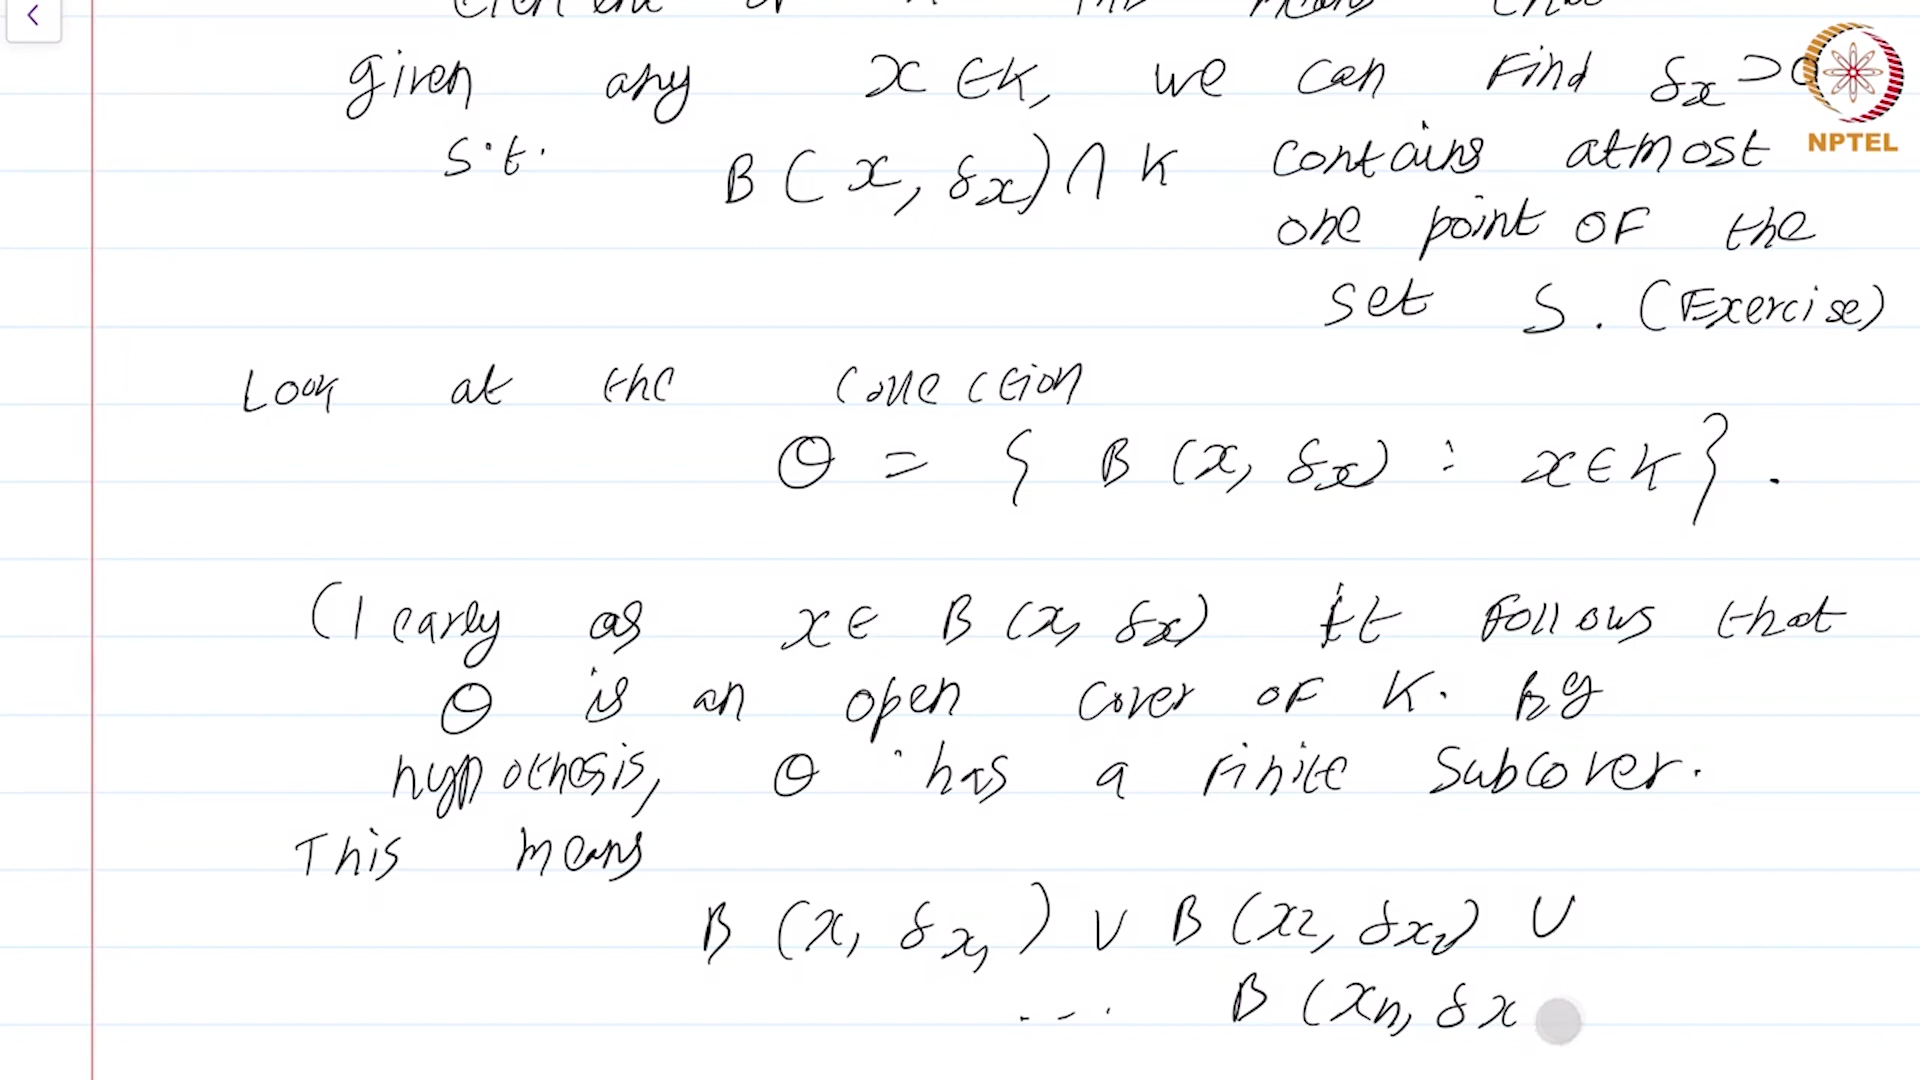 given any x ∈ K, we can find δx > 0
s.t. B(x, δx) ∩ K contains atmost
one point of the
set S. (Exercise)
Look at the collection
Θ = { B(x, δx) : x ∈ K }.
Clearly as x ∈ B(x, δx) it follows that
Θ is an open cover of K. By
hypothesis, Θ has a finite subcover.
This means
B(x, δx₁) ∪ B(x₂, δx₂) ∪
.... B(xn, δx
NPTEL